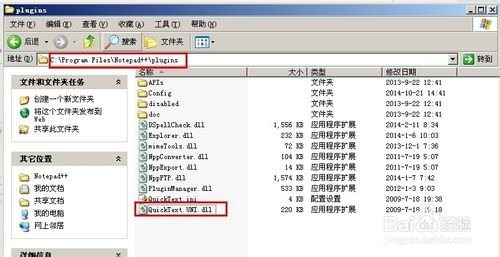 plugins
文件(F) 编辑(E) 查看(V) 收藏(A) 工具(T) 帮助(H)
后退 搜索 文件夹
地址(D) C:\Program Files\Notepad++\plugins 转到
文件和文件夹任务
创建一个新文件夹
将这个文件夹发布到 Web
共享此文件夹
其它位置
Notepad++
我的文档
共享文档
我的电脑
网上邻居
详细信息
名称 大小 类型 修改日期
APIs 文件夹 2013-9-22 12:41
Config 文件夹 2014-10-21 14:41
disabled 文件夹 2013-9-22 12:41
doc 文件夹 2013-9-22 12:41
DSpellCheck.dll 1,556 KB 应用程序扩展 2014-2-11 8:34
Explorer.dll 232 KB 应用程序扩展 2014-1-6 10:03
mimeTools.dll 72 KB 应用程序扩展 2013-12-1 7:36
NppConverter.dll 104 KB 应用程序扩展 2011-7-19 5:07
NppExport.dll 14 KB 应用程序扩展 2011-7-19 5:07
NppFTP.dll 1,574 KB 应用程序扩展 2014-1-7 7:42
PluginManager.dll 533 KB 应用程序扩展 2012-9-3 1:03
QuickText.ini 4 KB 配置设置 2009-7-18 19:18
QuickText.UNI.dll 220 KB 应用程序扩展 2009-7-18 19:18
Baidu 经验
jingyan.baidu.com